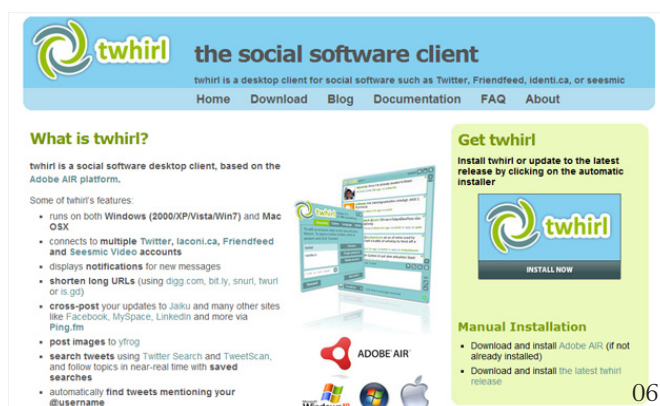 twhirl
the social software client
twhirl is a desktop client for social software such as Twitter, Friendfeed, identi.ca, or seesmic
Home Download Blog Documentation FAQ About
What is twhirl?
twhirl is a social software desktop client, based on the
Adobe AIR platform.
Some of twhirl's features:
runs on both Windows (2000/XP/Vista/Win7) and Mac
OSX
connects to multiple Twitter, laconi.ca, Friendfeed
and Seesmic Video accounts
displays notifications for new messages
shorten long URLs (using digg.com, bit.ly, snurl, twurl
or is.gd)
cross-post your updates to Jaiku and many other sites
like Facebook, MySpace, LinkedIn and more via
Ping.fm
post images to yfrog
search tweets using Twitter Search and TweetScan,
and follow topics in near-real time with saved
searches
automatically find tweets mentioning your
@username
twhirl
ADOBE AIR
Microsoft
Windows
Get twhirl
Install twhirl or update to the latest
release by clicking on the automatic
installer
twhirl
INSTALL NOW
Manual Installation
Download and install Adobe AIR (if not
already installed)
Download and install the latest twhirl
release
06